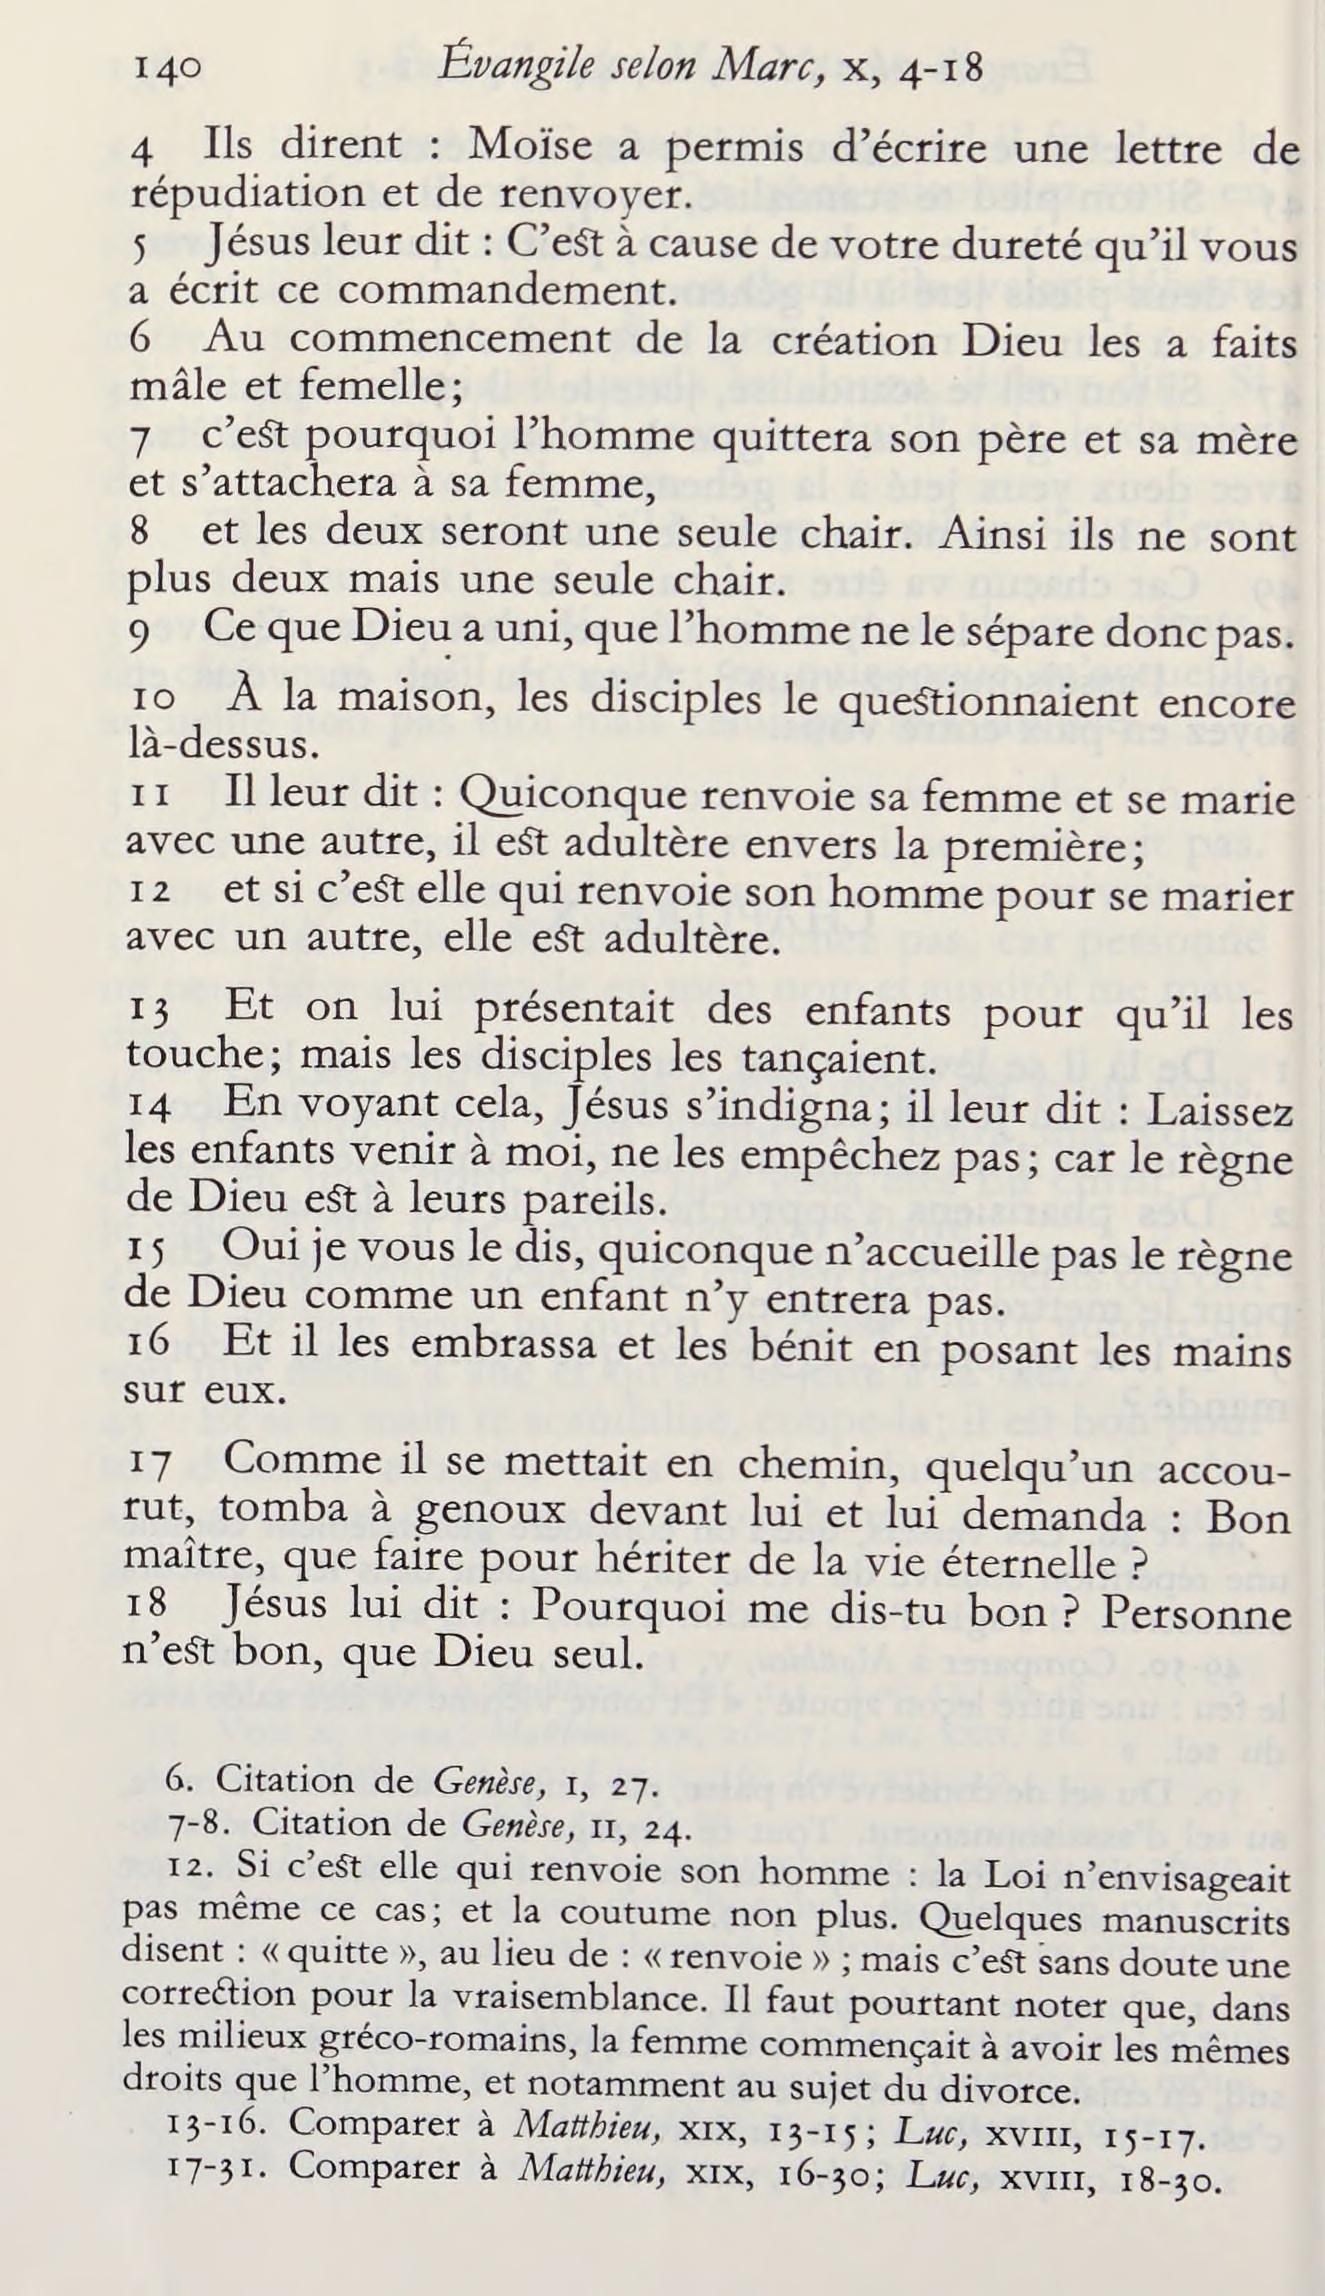 140 Évangile selon Marc, x, 4-18
4 Ils dirent : Moïse a permis d’écrire une lettre de
répudiation et de renvoyer.
5 Jésus leur dit : C’est à cause de votre dureté qu’il vous
a écrit ce commandement.
6 Au commencement de la création Dieu les a faits
mâle et femelle;
7 c’est pourquoi l’homme quittera son père et sa mère
et s’attachera à sa femme,
8 et les deux seront une seule chair. Ainsi ils ne sont
plus deux mais une seule chair.
9 Ce que Dieu a uni, que l’homme ne le sépare donc pas.
10 À la maison, les disciples le questionnaient encore
là-dessus.
11 Il leur dit : Quiconque renvoie sa femme et se marie
avec une autre, il est adultère envers la première;
12 et si c’est elle qui renvoie son homme pour se marier
avec un autre, elle est adultère.
13 Et on lui présentait des enfants pour qu’il les
touche; mais les disciples les tançaient.
14 En voyant cela, Jésus s’indigna; il leur dit : Laissez
les enfants venir à moi, ne les empêchez pas; car le règne
de Dieu est à leurs pareils.
15 Oui je vous le dis, quiconque n’accueille pas le règne
de Dieu comme un enfant n’y entrera pas.
16 Et il les embrassa et les bénit en posant les mains
sur eux.
17 Comme il se mettait en chemin, quelqu’un accou-
rut, tomba à genoux devant lui et lui demanda : Bon
maître, que faire pour hériter de la vie éternelle ?
18 Jésus lui dit : Pourquoi me dis-tu bon ? Personne
n’est bon, que Dieu seul.
6. Citation de Genèse, I, 27.
7-8. Citation de Genèse, II, 24.
12. Si c’est elle qui renvoie son homme : la Loi n’envisageait
pas même ce cas; et la coutume non plus. Quelques manuscrits
disent : « quitte », au lieu de : « renvoie » ; mais c’est sans doute une
correction pour la vraisemblance. Il faut pourtant noter que, dans
les milieux gréco-romains, la femme commençait à avoir les mêmes
droits que l’homme, et notamment au sujet du divorce.
13-16. Comparer à Matthieu, XIX, 13-15; Luc, XVIII, 15-17.
17-31. Comparer à Matthieu, XIX, 16-30; Luc, XVIII, 18-30.